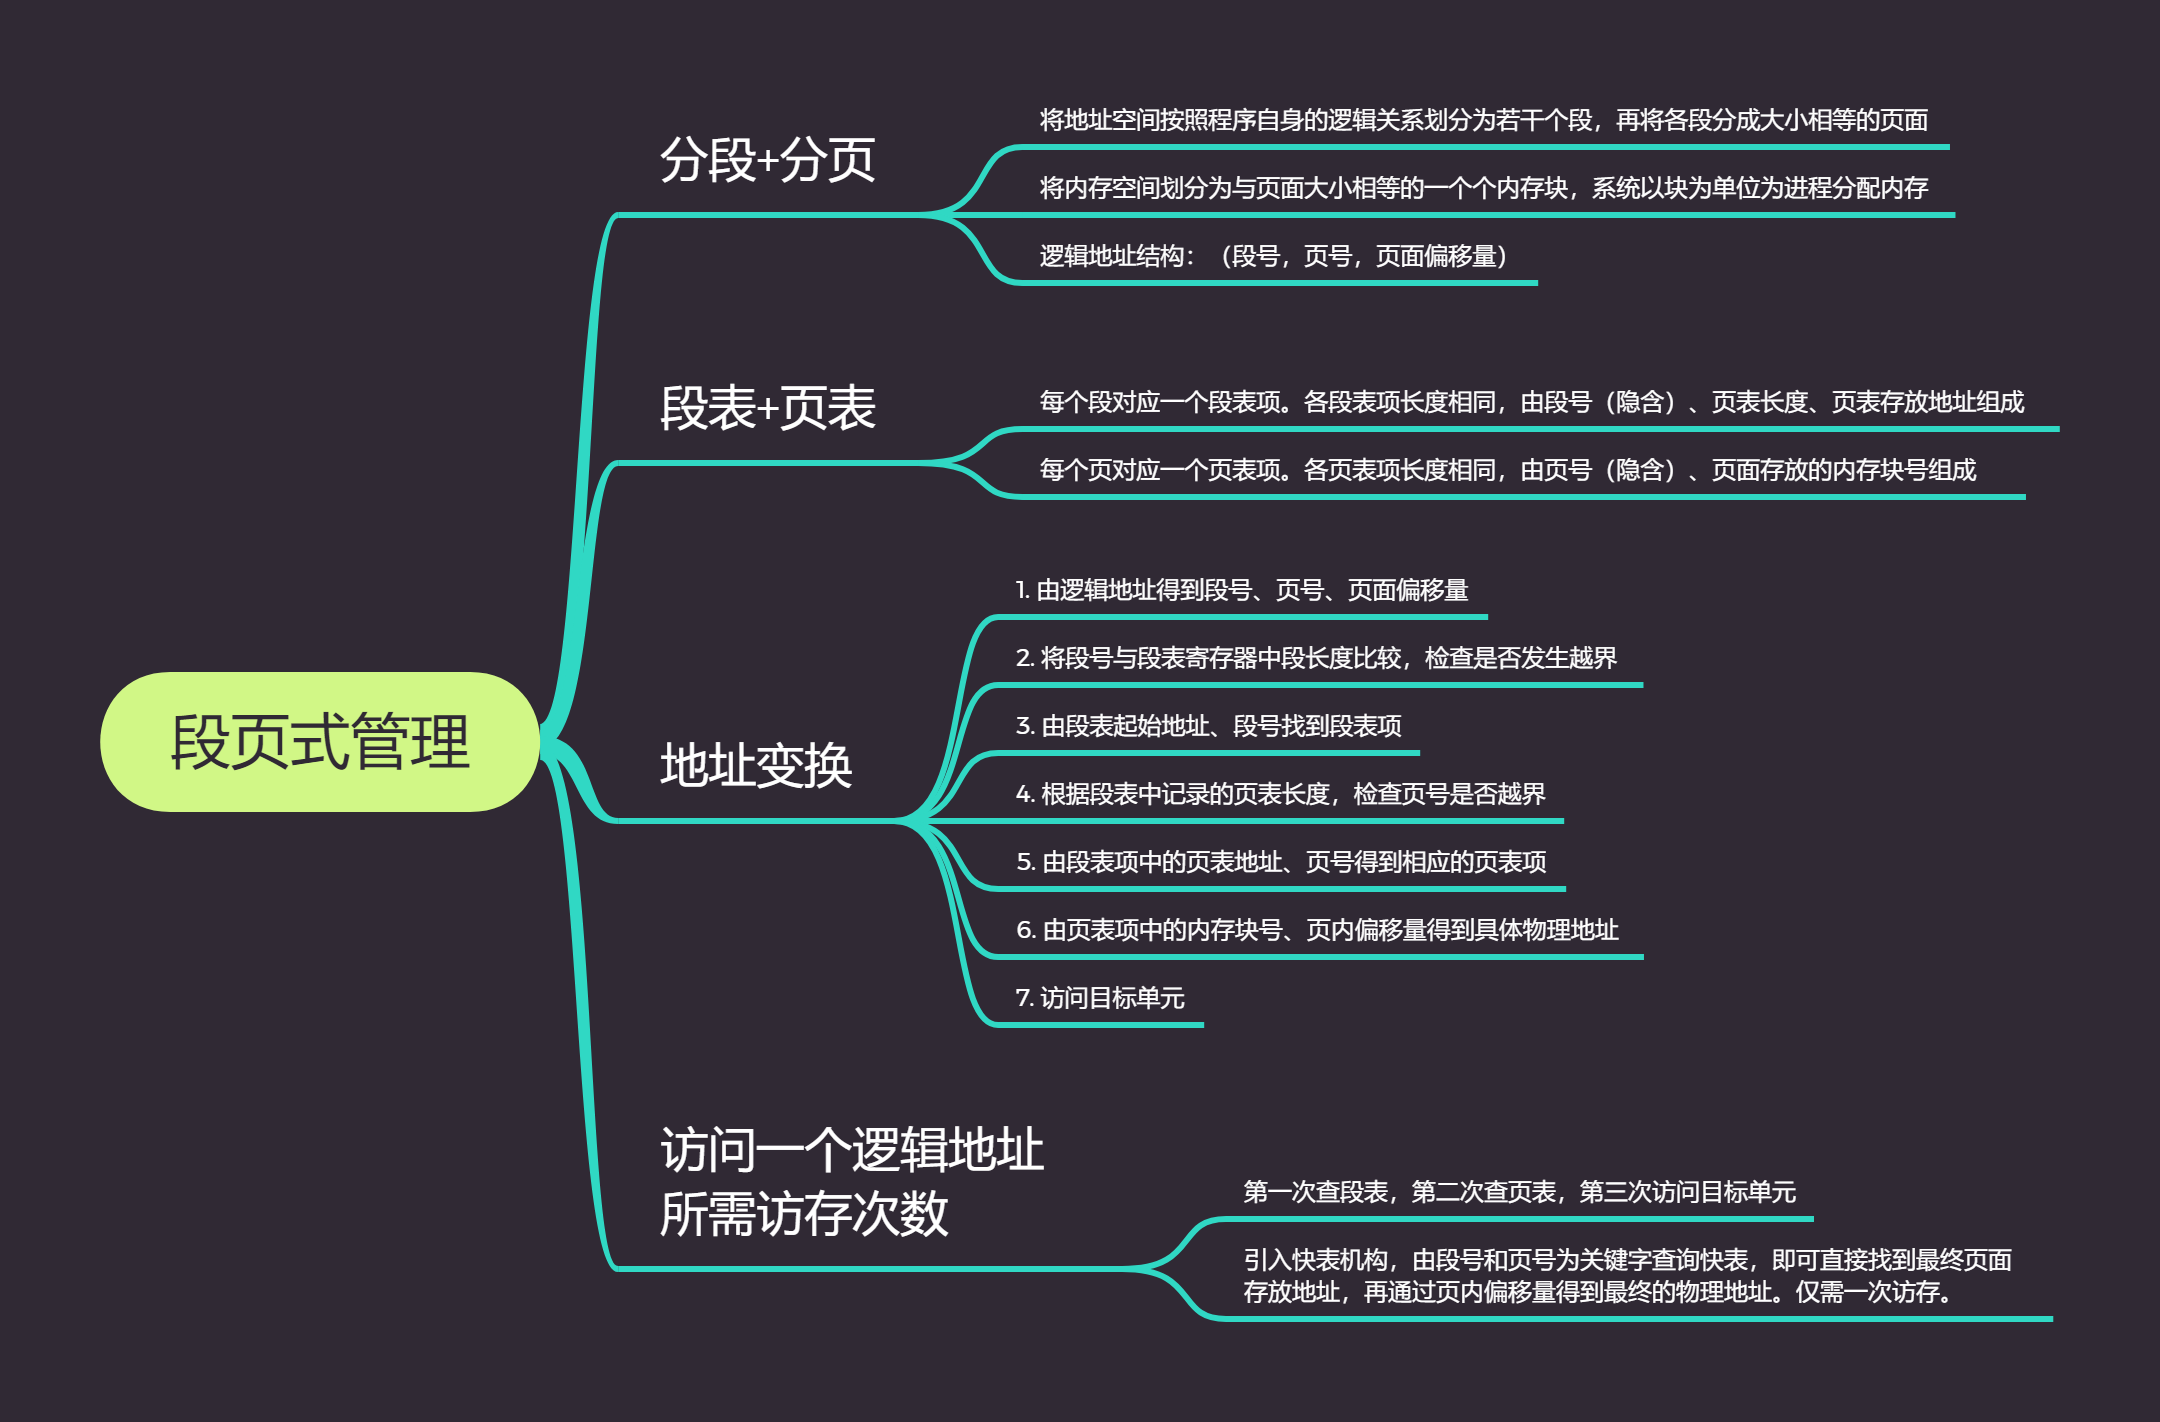 段页式管理
分段+分页
将地址空间按照程序自身的逻辑关系划分为若干个段，再将各段分成大小相等的页面
将内存空间划分为与页面大小相等的一个个内存块，系统以块为单位为进程分配内存
逻辑地址结构：（段号，页号，页面偏移量）
段表+页表
每个段对应一个段表项。各段表项长度相同，由段号（隐含）、页表长度、页表存放地址组成
每个页对应一个页表项。各页表项长度相同，由页号（隐含）、页面存放的内存块号组成
地址变换
1. 由逻辑地址得到段号、页号、页面偏移量
2. 将段号与段表寄存器中段长度比较，检查是否发生越界
3. 由段表起始地址、段号找到段表项
4. 根据段表中记录的页表长度，检查页号是否越界
5. 由段表项中的页表地址、页号得到相应的页表项
6. 由页表项中的内存块号、页内偏移量得到具体物理地址
7. 访问目标单元
访问一个逻辑地址
所需访存次数
第一次查段表，第二次查页表，第三次访问目标单元
引入快表机构，由段号和页号为关键字查询快表，即可直接找到最终页面
存放地址，再通过页内偏移量得到最终的物理地址。仅需一次访存。